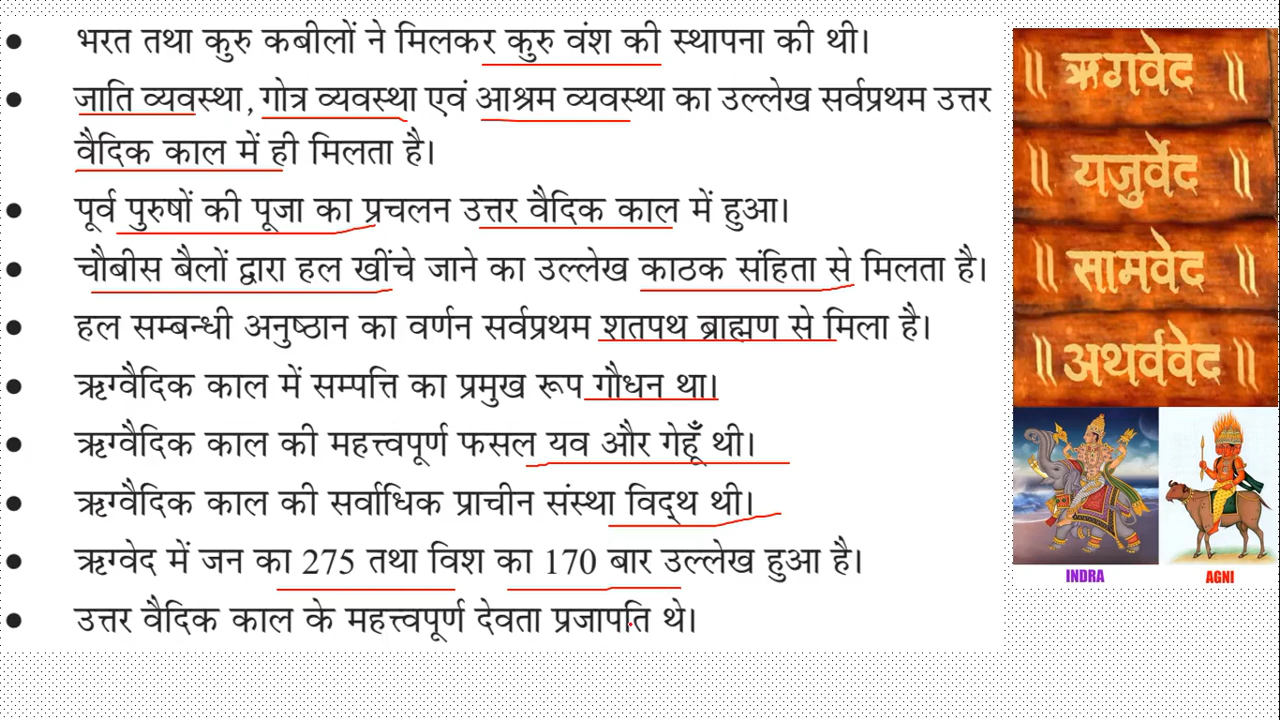 • भरत तथा कुरु कबीलों ने मिलकर कुरु वंश की स्थापना की थी।
• जाति व्यवस्था, गोत्र व्यवस्था एवं आश्रम व्यवस्था का उल्लेख सर्वप्रथम उत्तर
वैदिक काल में ही मिलता है।
• पूर्व पुरुषों की पूजा का प्रचलन उत्तर वैदिक काल में हुआ।
• चौबीस बैलों द्वारा हल खींचे जाने का उल्लेख काठक संहिता से मिलता है।
• हल सम्बन्धी अनुष्ठान का वर्णन सर्वप्रथम शतपथ ब्राह्मण से मिला है।
• ऋग्वैदिक काल में सम्पत्ति का प्रमुख रूप गौधन था।
• ऋग्वैदिक काल की महत्त्वपूर्ण फसल यव और गेहूँ थी।
• ऋग्वैदिक काल की सर्वाधिक प्राचीन संस्था विद्थ थी।
• ऋग्वेद में जन का 275 तथा विश का 170 बार उल्लेख हुआ है।
• उत्तर वैदिक काल के महत्त्वपूर्ण देवता प्रजापति थे।
॥ ऋगवेद ॥
॥ यजुर्वेद ॥
॥ सामवेद ॥
॥ अथर्ववेद ॥
INDRA
AGNI